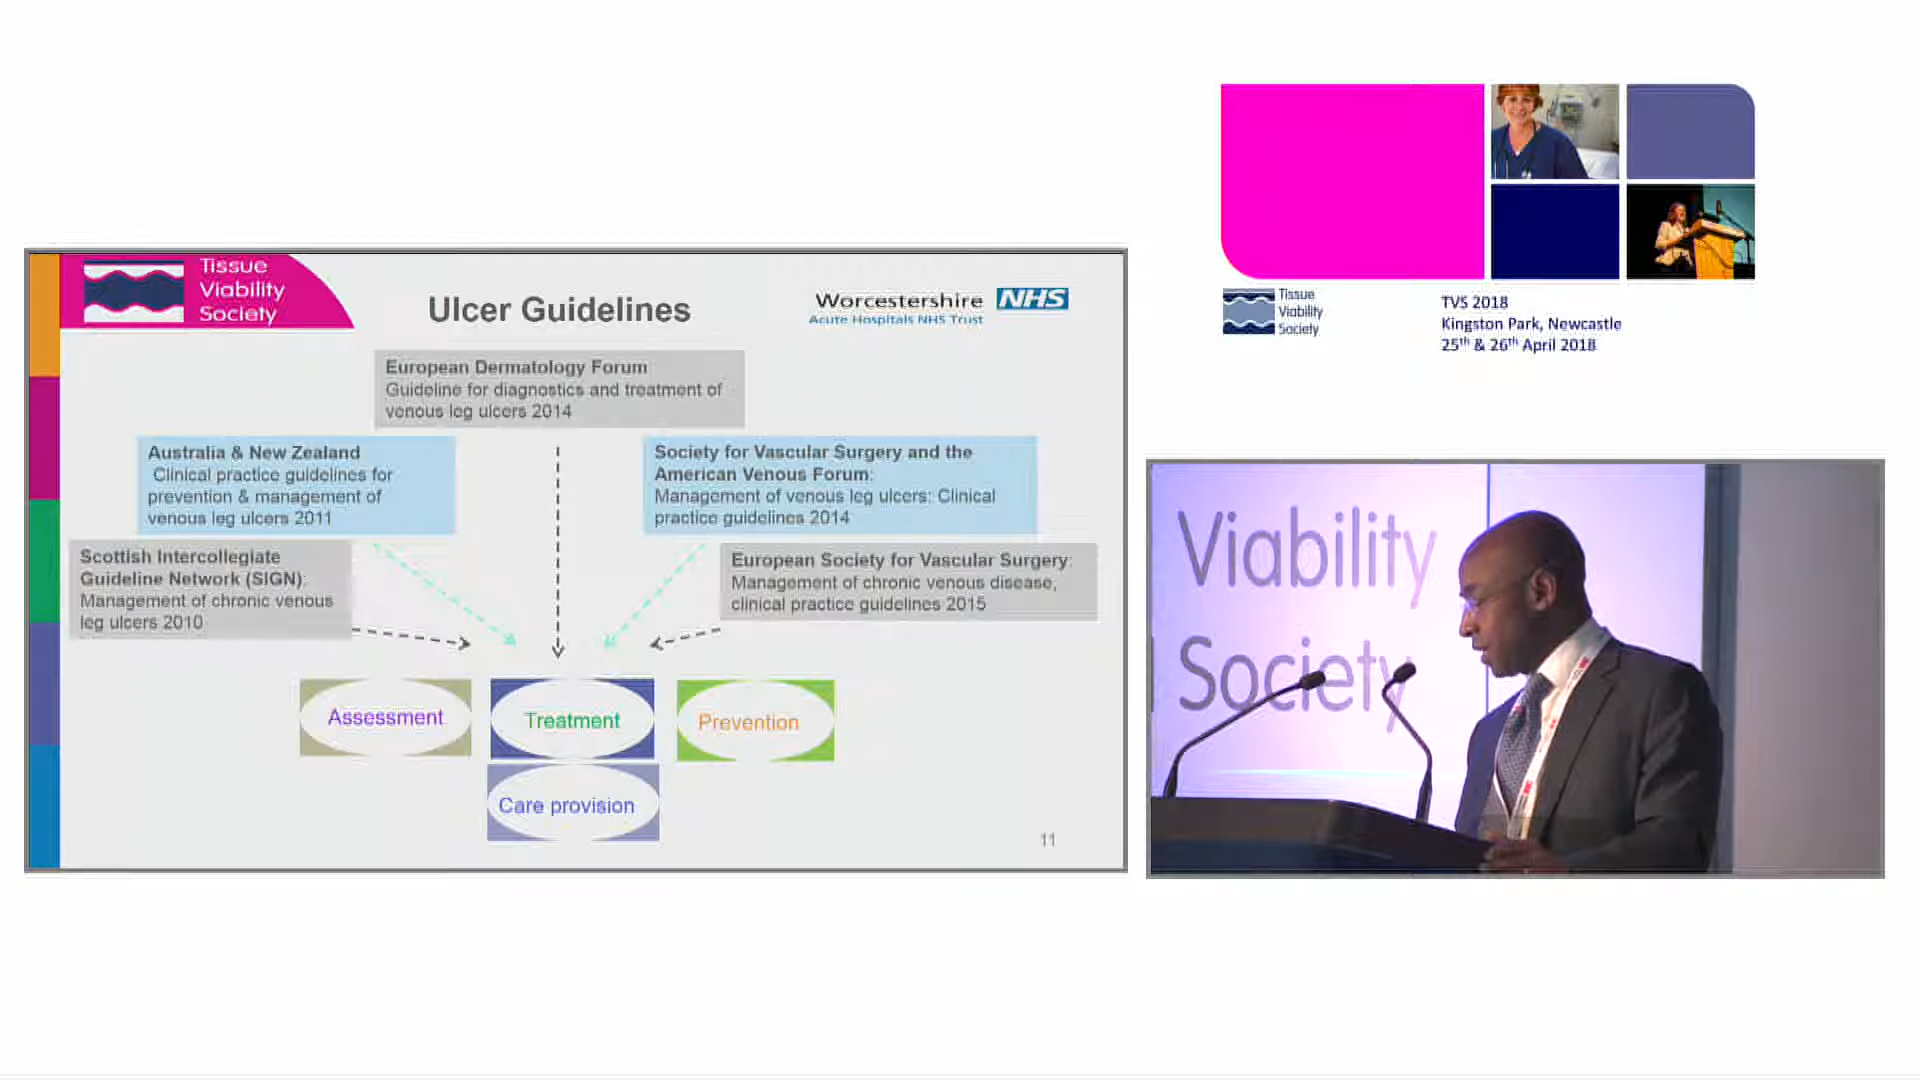 Tissue
Viability
Society
Ulcer Guidelines
Worcestershire NHS
Acute Hospitals NHS Trust
European Dermatology Forum
Guideline for diagnostics and treatment of
venous leg ulcers 2014
Australia & New Zealand
Clinical practice guidelines for
prevention & management of
venous leg ulcers 2011
Society for Vascular Surgery and the
American Venous Forum:
Management of venous leg ulcers: Clinical
practice guidelines 2014
Scottish Intercollegiate
Guideline Network (SIGN):
Management of chronic venous
leg ulcers 2010
European Society for Vascular Surgery:
Management of chronic venous disease,
clinical practice guidelines 2015
Assessment
Treatment
Prevention
Care provision
11
Tissue
Viability
Society
TVS 2018
Kingston Park, Newcastle
25th & 26th April 2018
Viability
Society